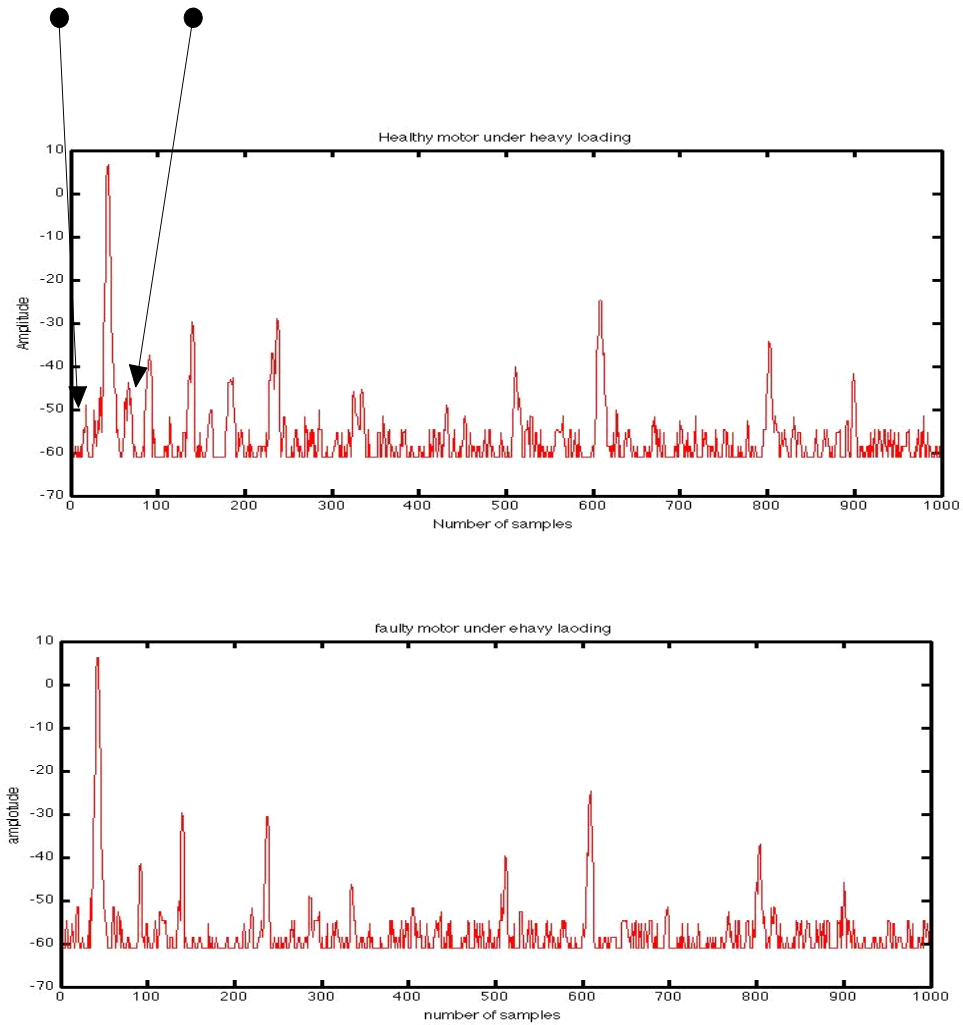 Healthy motor under heavy loading
10
0
-10
-20
-30
-40
-50
-60
-70
Amplitude
0 100 200 300 400 500 600 700 800 900 1000
Number of samples
faulty motor under ehavy laoding
10
0
-10
-20
-30
-40
-50
-60
-70
amplotude
0 100 200 300 400 500 600 700 800 900 1000
number of samples